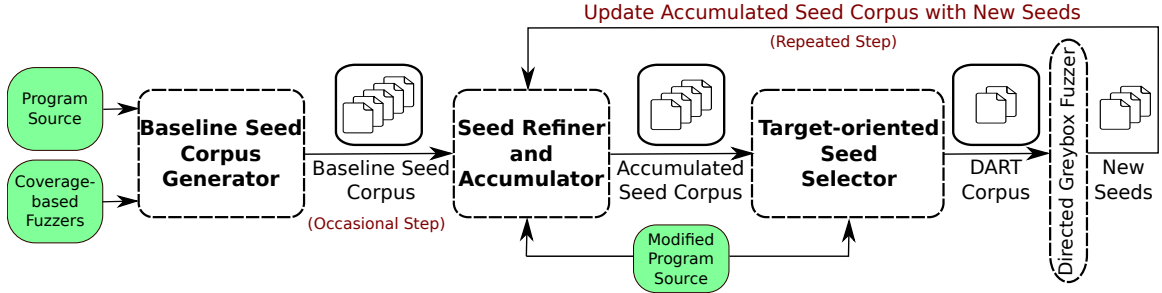 Update Accumulated Seed Corpus with New Seeds
(Repeated Step)
Program
Source
Coverage-
based
Fuzzers
Baseline Seed
Corpus
Generator
Baseline Seed
Corpus
(Occasional Step)
Seed Refiner
and
Accumulator
Accumulated
Seed Corpus
Modified
Program
Source
Target-oriented
Seed
Selector
DART
Corpus
Directed Greybox Fuzzer
New
Seeds